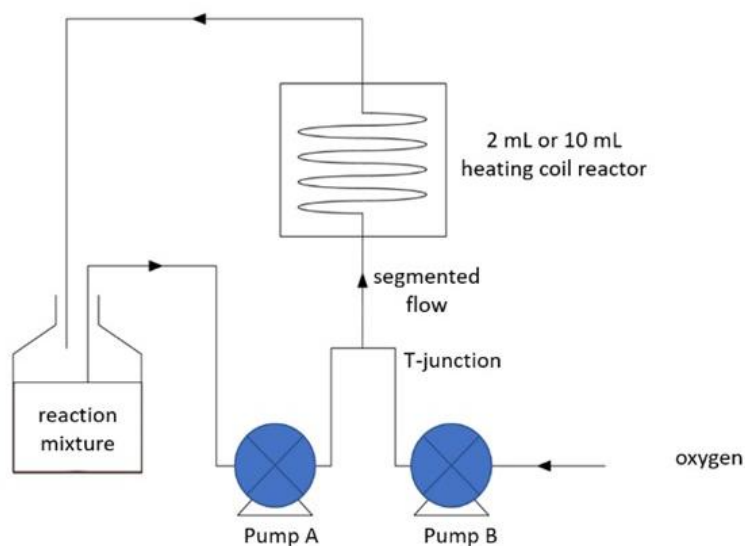 2 mL or 10 mL
heating coil reactor
segmented
flow
T-junction
reaction
mixture
oxygen
Pump A
Pump B